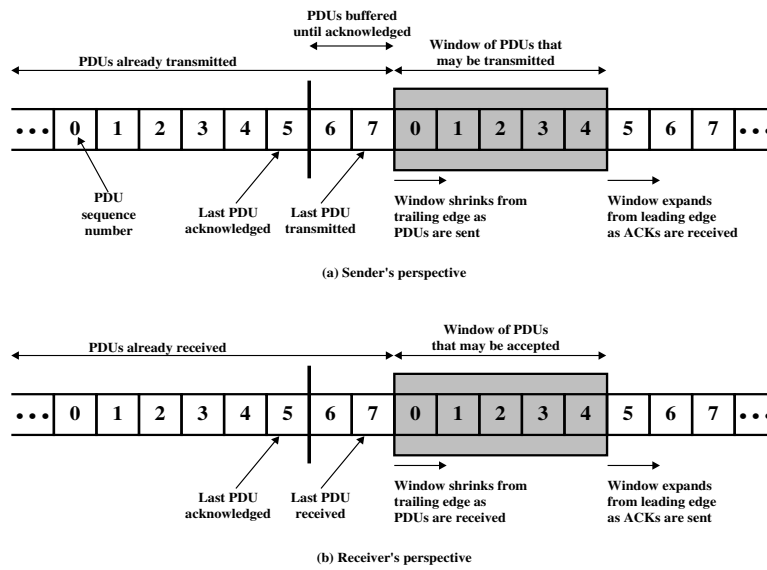 PDUs buffered
until acknowledged
PDUs already transmitted
Window of PDUs that
may be transmitted
••• 0 1 2 3 4 5 6 7 0 1 2 3 4 5 6 7 •••
PDU
sequence
number
Last PDU
acknowledged
Last PDU
transmitted
Window shrinks from
trailing edge as
PDUs are sent
Window expands
from leading edge
as ACKs are received
(a) Sender's perspective
PDUs already received
Window of PDUs
that may be accepted
••• 0 1 2 3 4 5 6 7 0 1 2 3 4 5 6 7 •••
Last PDU
acknowledged
Last PDU
received
Window shrinks from
trailing edge as
PDUs are received
Window expands
from leading edge
as ACKs are sent
(b) Receiver's perspective